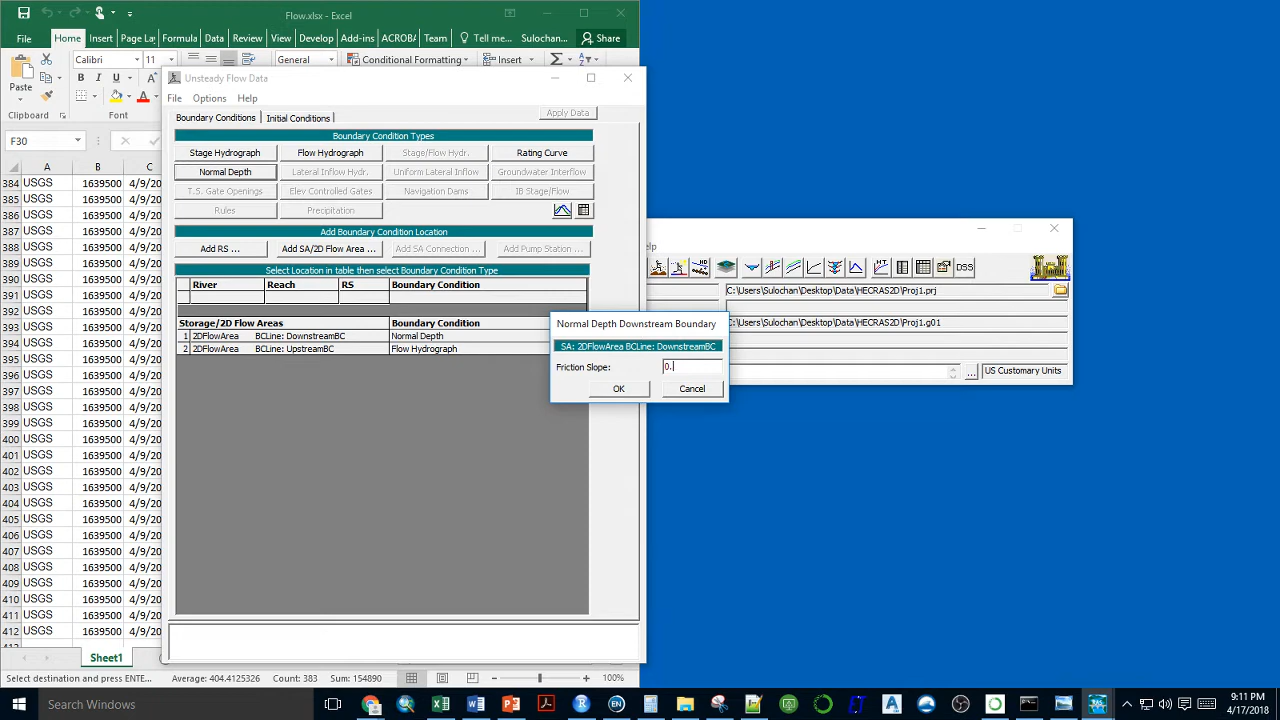 Flow.xlsx - Excel
File Home Insert Page La Formula Data Review View Develop Add-ins ACROBA Team Tell me... Sulochan... Share
Calibri 11 General Conditional Formatting Insert
Paste
B I U
Clipboard Font
F30
A B C
384 USGS 1639500 4/9/20
385 USGS 1639500 4/9/20
386 USGS 1639500 4/9/20
387 USGS 1639500 4/9/20
388 USGS 1639500 4/9/20
389 USGS 1639500 4/9/20
390 USGS 1639500 4/9/20
391 USGS 1639500 4/9/20
392 USGS 1639500 4/9/20
393 USGS 1639500 4/9/20
394 USGS 1639500 4/9/20
395 USGS 1639500 4/9/20
396 USGS 1639500 4/9/20
397 USGS 1639500 4/9/20
398 USGS 1639500 4/9/20
399 USGS 1639500 4/9/20
400 USGS 1639500 4/9/20
401 USGS 1639500 4/9/20
402 USGS 1639500 4/9/20
403 USGS 1639500 4/9/20
404 USGS 1639500 4/9/20
405 USGS 1639500 4/9/20
406 USGS 1639500 4/9/20
407 USGS 1639500 4/9/20
408 USGS 1639500 4/9/20
409 USGS 1639500 4/9/20
410 USGS 1639500 4/9/20
411 USGS 1639500 4/9/20
412 USGS 1639500 4/9/20
Sheet1
Select destination and press ENTE... Average: 404.4125326 Count: 383 Sum: 154890 100%
Unsteady Flow Data
File Options Help
Boundary Conditions Initial Conditions Apply Data
Boundary Condition Types
Stage Hydrograph Flow Hydrograph Stage/Flow Hydr. Rating Curve
Normal Depth Lateral Inflow Hydr. Uniform Lateral Inflow Groundwater Interflow
T.S. Gate Openings Elev Controlled Gates Navigation Dams IB Stage/Flow
Rules Precipitation
Add Boundary Condition Location
Add RS ... Add SA/2D Flow Area ... Add SA Connection ... Add Pump Station ...
Select Location in table then select Boundary Condition Type
River Reach RS Boundary Condition
Storage/2D Flow Areas Boundary Condition
1 2DFlowArea BCLine: DownstreamBC Normal Depth
2 2DFlowArea BCLine: UpstreamBC Flow Hydrograph
Normal Depth Downstream Boundary
SA: 2DFlowArea BCLine: DownstreamBC
Friction Slope: 0.
OK Cancel
elp
DSS
C:\Users\Sulochan\Desktop\Data\HECRAS2D\Proj1.prj
C:\Users\Sulochan\Desktop\Data\HECRAS2D\Proj1.g01
... US Customary Units
Search Windows
EN
9:11 PM
4/17/2018